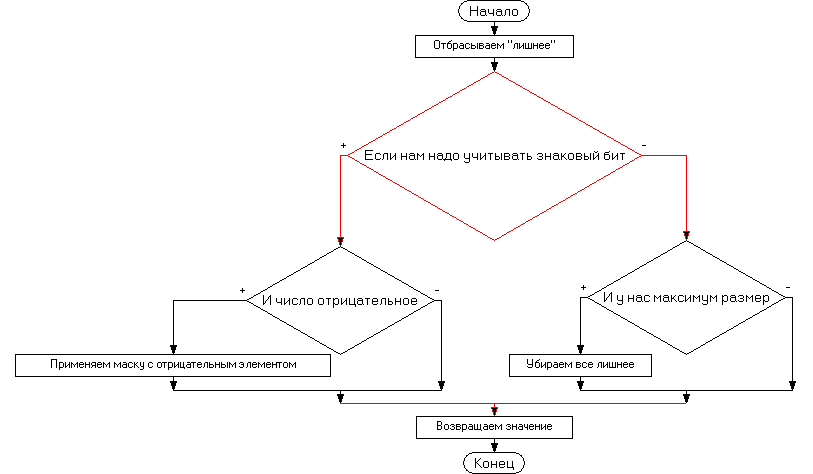 Начало
Отбрасываем "лишнее"
+
-
Если нам надо учитывать знаковый бит
+
-
И число отрицательное
+
-
И у нас максимум размер
Применяем маску с отрицательным элементом
Убираем все лишнее
Возвращаем значение
Конец